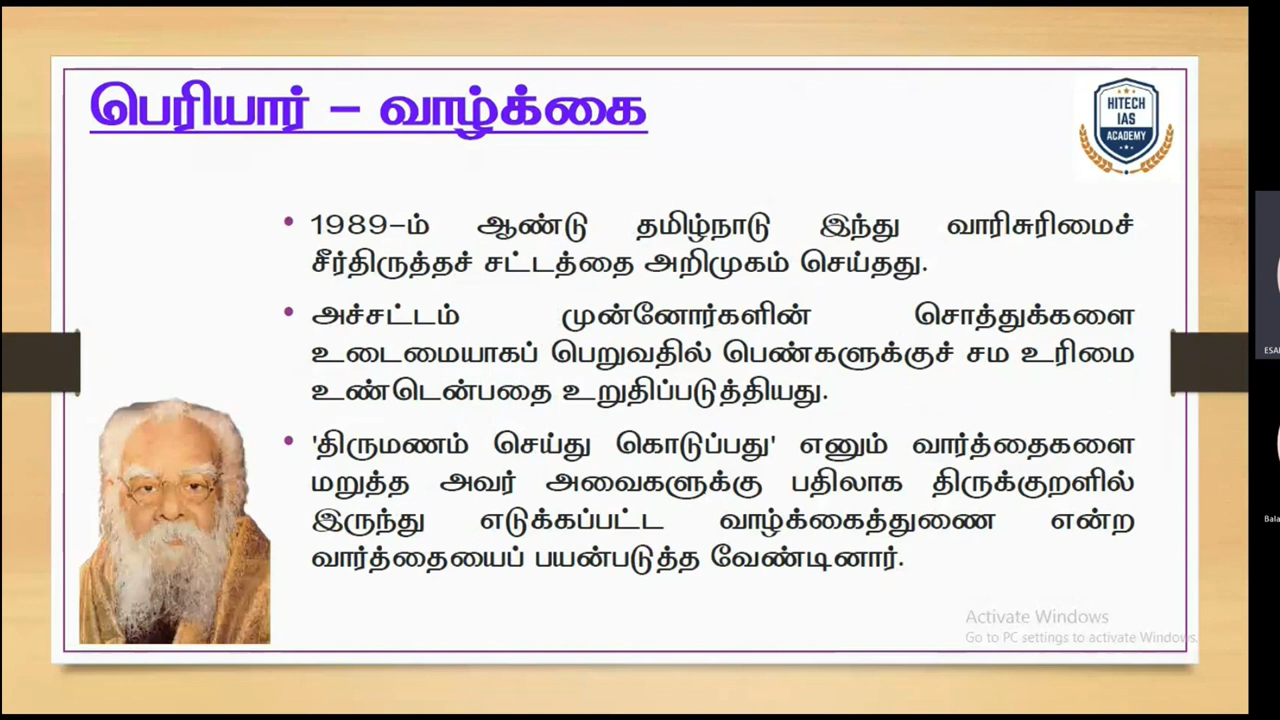 பெரியார் – வாழ்க்கை
HITECH
IAS
ACADEMY
• 1989–ம் ஆண்டு தமிழ்நாடு இந்து வாரிசுரிமைச்
சீர்திருத்தச் சட்டத்தை அறிமுகம் செய்தது.
• அச்சட்டம் முன்னோர்களின் சொத்துக்களை
உடைமையாகப் பெறுவதில் பெண்களுக்குச் சம உரிமை
உண்டென்பதை உறுதிப்படுத்தியது.
• 'திருமணம் செய்து கொடுப்பது' எனும் வார்த்தைகளை
மறுத்த அவர் அவைகளுக்கு பதிலாக திருக்குறளில்
இருந்து எடுக்கப்பட்ட வாழ்க்கைத்துணை என்ற
வார்த்தையைப் பயன்படுத்த வேண்டினார்.
Activate Windows
Go to PC settings to activate Windows.
Bala